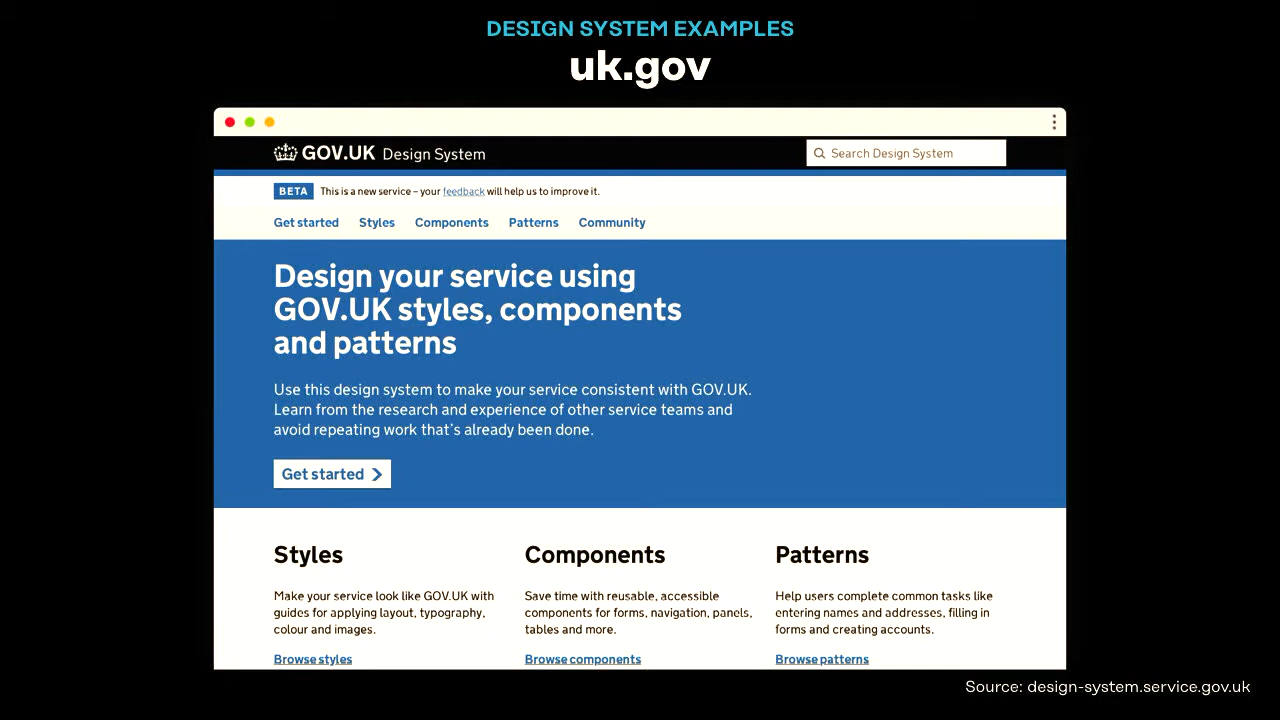 DESIGN SYSTEM EXAMPLES
uk.gov
GOV.UK Design System
Search Design System
BETA This is a new service – your feedback will help us to improve it.
Get started Styles Components Patterns Community
Design your service using
GOV.UK styles, components
and patterns
Use this design system to make your service consistent with GOV.UK.
Learn from the research and experience of other service teams and
avoid repeating work that’s already been done.
Get started
Styles
Make your service look like GOV.UK with
guides for applying layout, typography,
colour and images.
Browse styles
Components
Save time with reusable, accessible
components for forms, navigation, panels,
tables and more.
Browse components
Patterns
Help users complete common tasks like
entering names and addresses, filling in
forms and creating accounts.
Browse patterns
Source: design-system.service.gov.uk